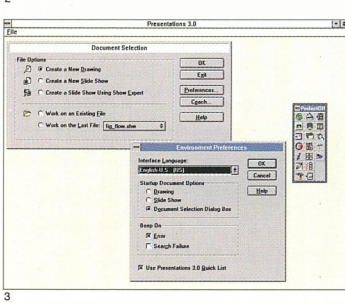 2
Presentations 3.0
File
Document Selection
File Options
Create a New Drawing
Create a New Slide Show
Create a Slide Show Using Show Expert
Work on an Existing File
Work on the Last File: fig_flow.shw
OK
Exit
Preferences...
Coach...
Help
PerfectOff
Environment Preferences
Interface Language:
English-U.S. (US)
Startup Document Options
Drawing
Slide Show
Document Selection Dialog Box
Beep On
Error
Search Failure
Use Presentations 3.0 Quick List
OK
Cancel
Help
3